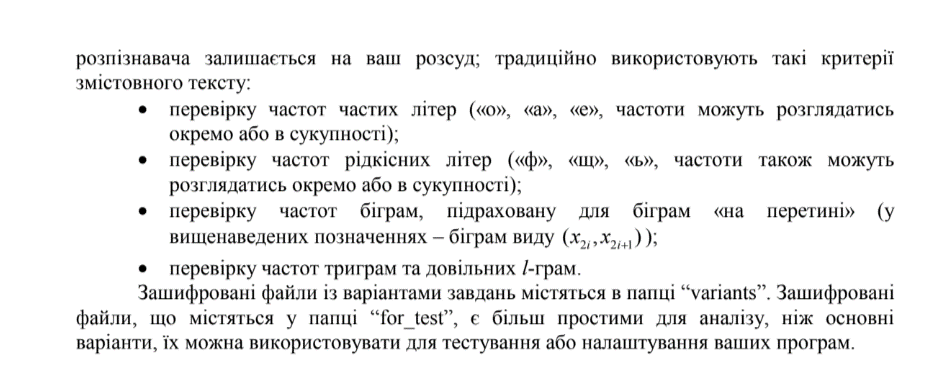 розпізнавача залишається на ваш розсуд; традиційно використовують такі критерії
змістовного тексту:
• перевірку частот частих літер («о», «а», «е», частоти можуть розглядатись
окремо або в сукупності);
• перевірку частот рідкісних літер («ф», «щ», «ь», частоти також можуть
розглядатись окремо або в сукупності);
• перевірку частот біграм, підраховану для біграм «на перетині» (у
вищенаведених позначеннях – біграм виду (x₂ᵢ, x₂ᵢ₊₁));
• перевірку частот триграм та довільних l-грам.
Зашифровані файли із варіантами завдань містяться в папці “variants”. Зашифровані
файли, що містяться у папці “for_test”, є більш простими для аналізу, ніж основні
варіанти, їх можна використовувати для тестування або налаштування ваших програм.